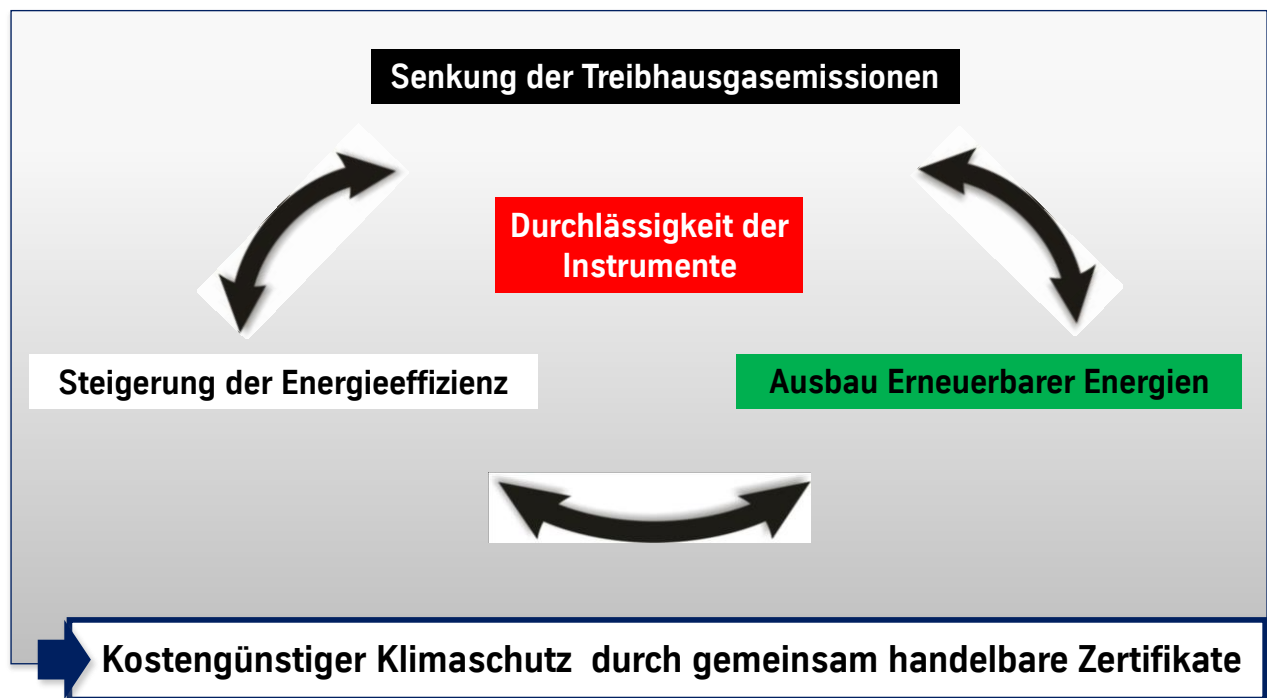 Senkung der Treibhausgasemissionen
Durchlässigkeit der
Instrumente
Steigerung der Energieeffizienz
Ausbau Erneuerbarer Energien
Kostengünstiger Klimaschutz  durch gemeinsam handelbare Zertifikate